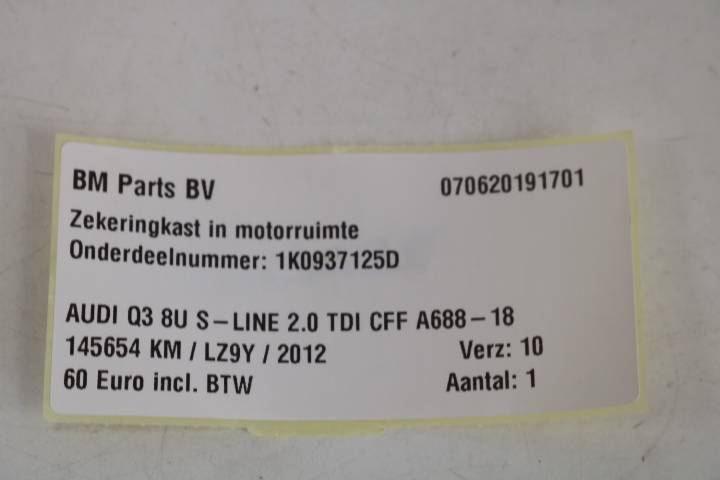 BM Parts BV 070620191701
Zekeringkast in motorruimte
Onderdeelnummer: 1K0937125D
AUDI Q3 8U S-LINE 2.0 TDI CFF A688-18
145654 KM / LZ9Y / 2012 Verz: 10
60 Euro incl. BTW Aantal: 1